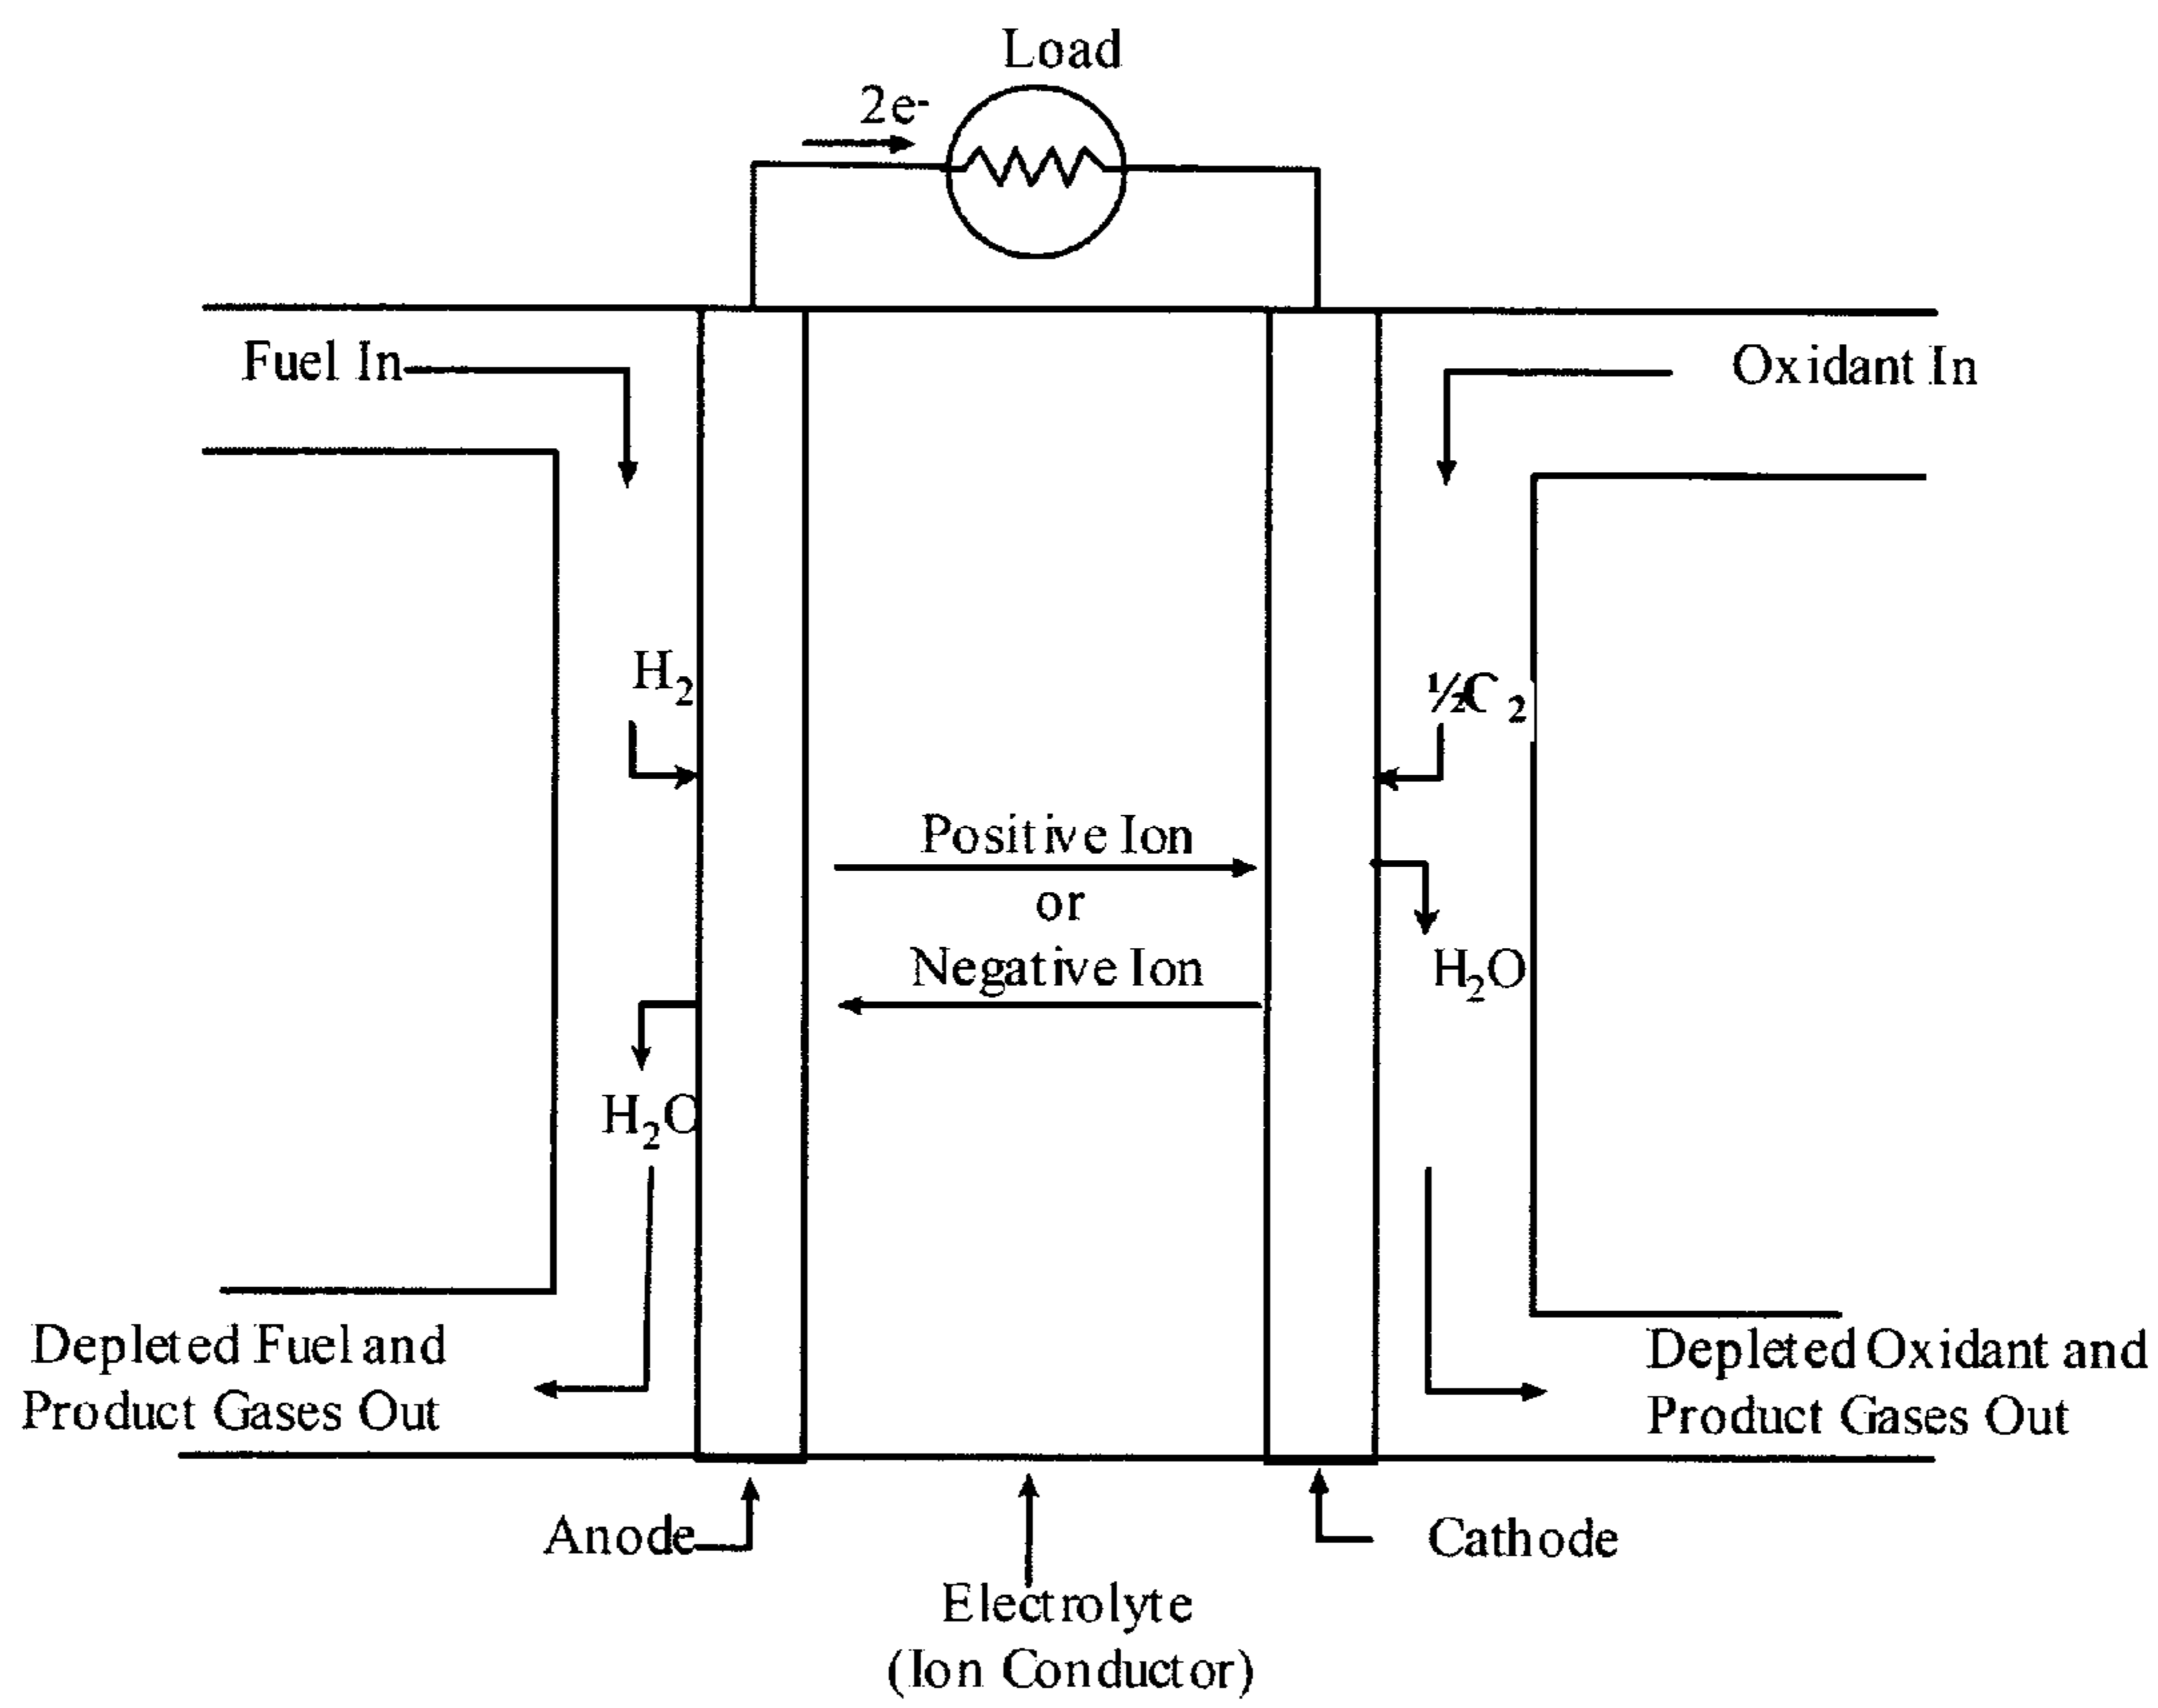 Load
2e-
Fuel In
Oxidant In
H₂
½C ₂
Positive Ion
or
Negative Ion
H₂O
H₂O
Depleted Fuel and
Product Gases Out
Depleted Oxidant and
Product Gases Out
Anode
Cathode
Electrolyte
(Ion Conductor)